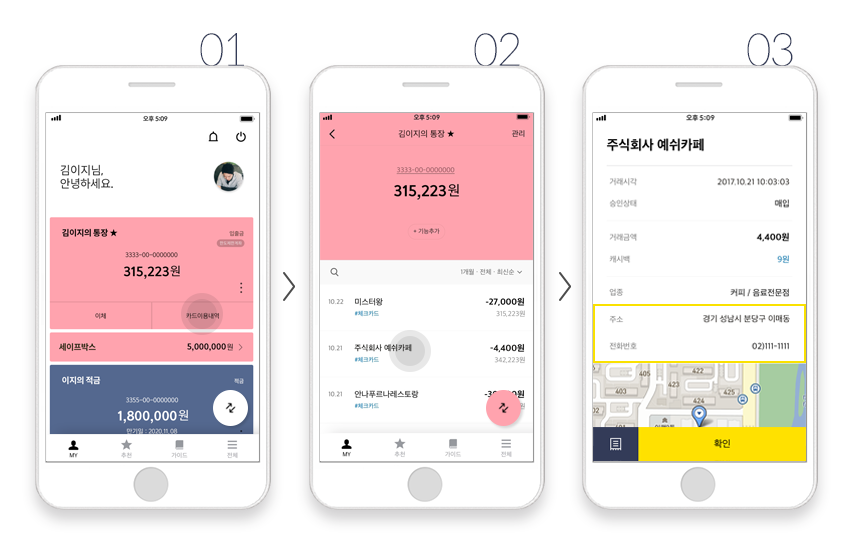 01
오후 5:09
김이지님,
안녕하세요.
김이지의 통장 ★
입출금
3333-00-0000000
315,223원
이체
카드이용내역
세이프박스
5,000,000원
이지의 적금
적금
3355-00-0000000
1,800,000원
만기일 : 2020.11.08
MY
추천
가이드
전체
02
오후 5:09
김이지의 통장 ★
관리
3333-00-0000000
315,223원
+ 기능추가
1개월 · 전체 · 최신순
10.22
미스터왕
-27,000원
#체크카드
315,223원
10.21
주식회사 예쉬카페
-4,400원
#체크카드
342,223원
10.21
안나푸르나레스토랑
#체크카드
MY
추천
가이드
전체
03
오후 5:09
주식회사 예쉬카페
거래시각
2017.10.21 10:03:03
승인상태
매입
거래금액
4,400원
캐시백
9원
업종
커피 / 음료전문점
주소
경기 성남시 분당구 이매동
전화번호
02)111-1111
405
422
403
421
402
401
확인